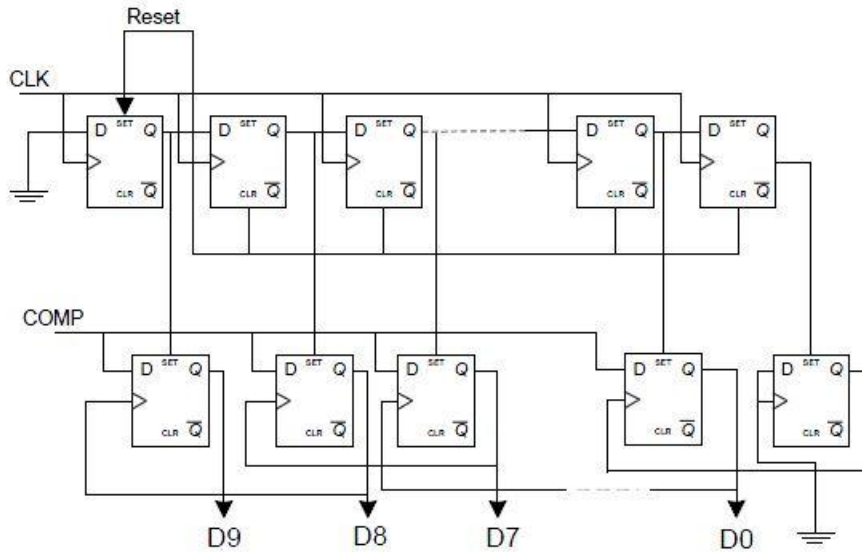 Reset
CLK
D SET Q D SET Q D SET Q D SET Q D SET Q
CLR Q̅ CLR Q̅ CLR Q̅ CLR Q̅ CLR Q̅
COMP
D SET Q D SET Q D SET Q D SET Q D SET Q
CLR Q̅ CLR Q̅ CLR Q̅ CLR Q̅ CLR Q̅
D9 D8 D7 D0